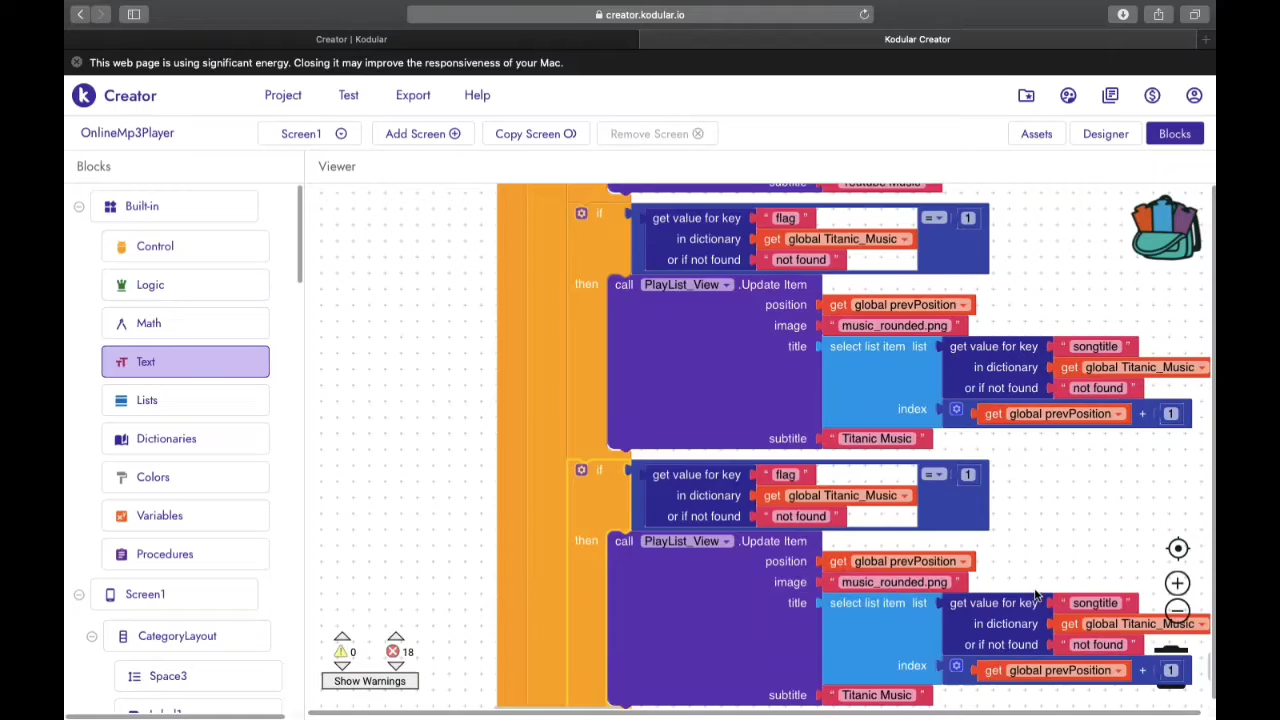 creator.kodular.io
Creator | Kodular
Kodular Creator
This web page is using significant energy. Closing it may improve the responsiveness of your Mac.
k Creator Project Test Export Help
OnlineMp3Player Screen1 Add Screen Copy Screen Remove Screen Assets Designer Blocks
Blocks Viewer
Built-in
Control
Logic
Math
Text
Lists
Dictionaries
Colors
Variables
Procedures
Screen1
CategoryLayout
Space3
Label1
subtitle " Youtube Music "
if get value for key " flag " = 1
in dictionary get global Titanic_Music
or if not found " not found "
then call PlayList_View .Update Item
position get global prevPosition
image " music_rounded.png "
title select list item list get value for key " songtitle "
in dictionary get global Titanic_Music
or if not found " not found "
index get global prevPosition + 1
subtitle " Titanic Music "
if get value for key " flag " = 1
in dictionary get global Titanic_Music
or if not found " not found "
then call PlayList_View .Update Item
position get global prevPosition
image " music_rounded.png "
title select list item list get value for key " songtitle "
in dictionary get global Titanic_Music
or if not found " not found "
index get global prevPosition + 1
subtitle " Titanic Music "
0 18
Show Warnings